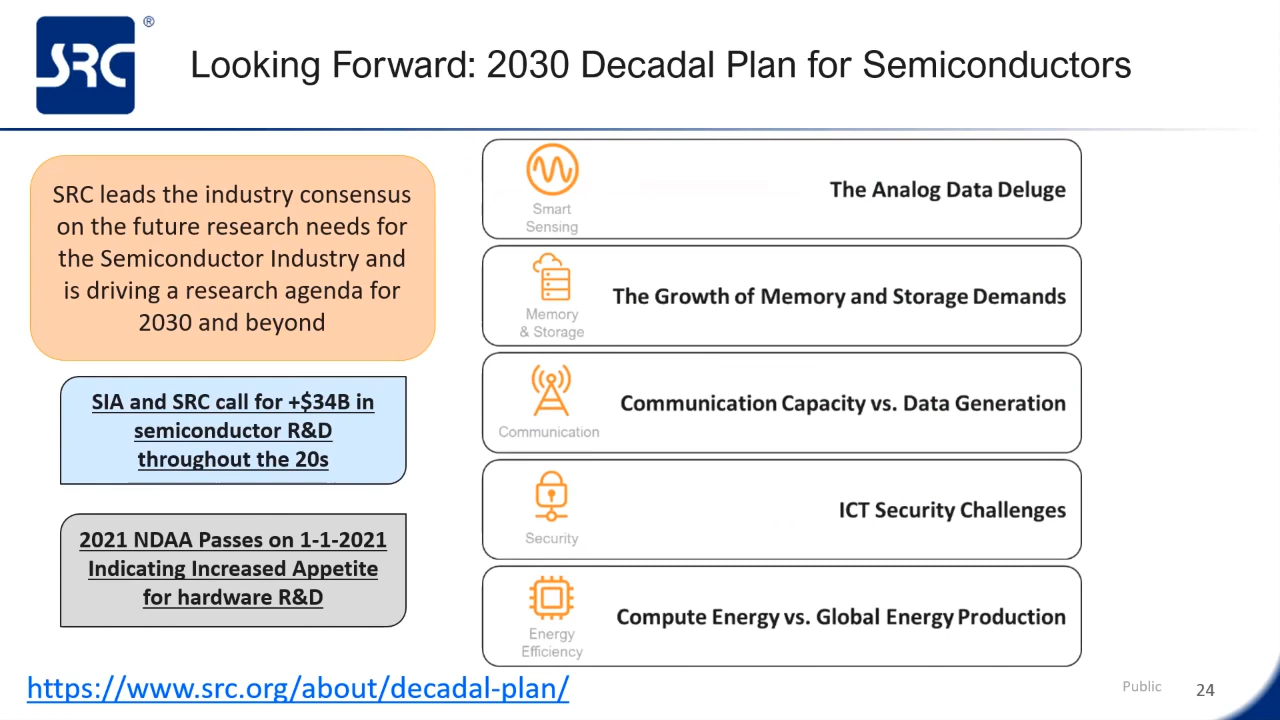 SRC
®
Looking Forward: 2030 Decadal Plan for Semiconductors
SRC leads the industry consensus
on the future research needs for
the Semiconductor Industry and
is driving a research agenda for
2030 and beyond
SIA and SRC call for +$34B in
semiconductor R&D
throughout the 20s
2021 NDAA Passes on 1-1-2021
Indicating Increased Appetite
for hardware R&D
https://www.src.org/about/decadal-plan/
Smart
Sensing
The Analog Data Deluge
Memory
& Storage
The Growth of Memory and Storage Demands
Communication
Communication Capacity vs. Data Generation
Security
ICT Security Challenges
Energy
Efficiency
Compute Energy vs. Global Energy Production
Public
24